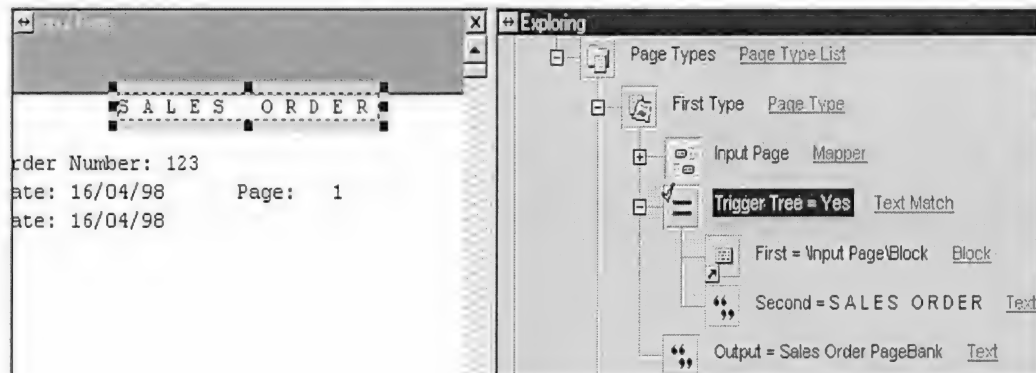 S A L E S   O R D E R
rder Number: 123
ate: 16/04/98 Page: 1
ate: 16/04/98
Exploring
Page Types Page Type List
First Type Page Type
Input Page Mapper
Trigger Tree = Yes Text Match
First = \Input Page\Block Block
Second = S A L E S   O R D E R Text
Output = Sales Order PageBank Text